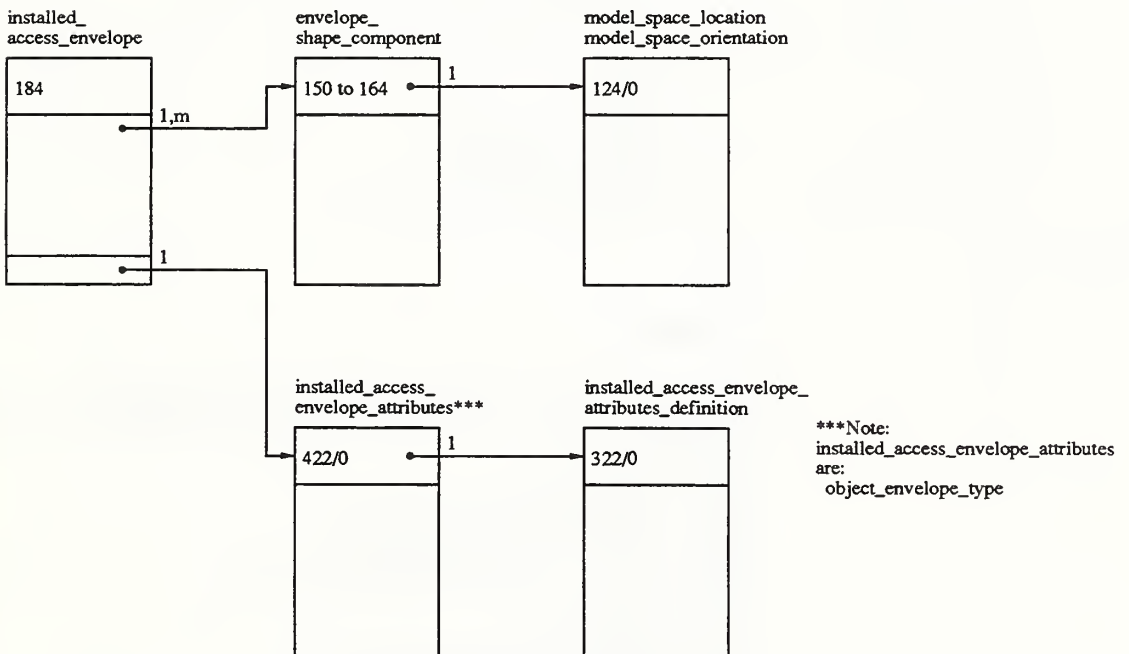 installed_
access_envelope
184
1,m
1
envelope_
shape_component
150 to 164
1
model_space_location
model_space_orientation
124/0
installed_access_
envelope_attributes***
422/0
1
installed_access_envelope_
attributes_definition
322/0
***Note:
installed_access_envelope_attributes
are:
object_envelope_type